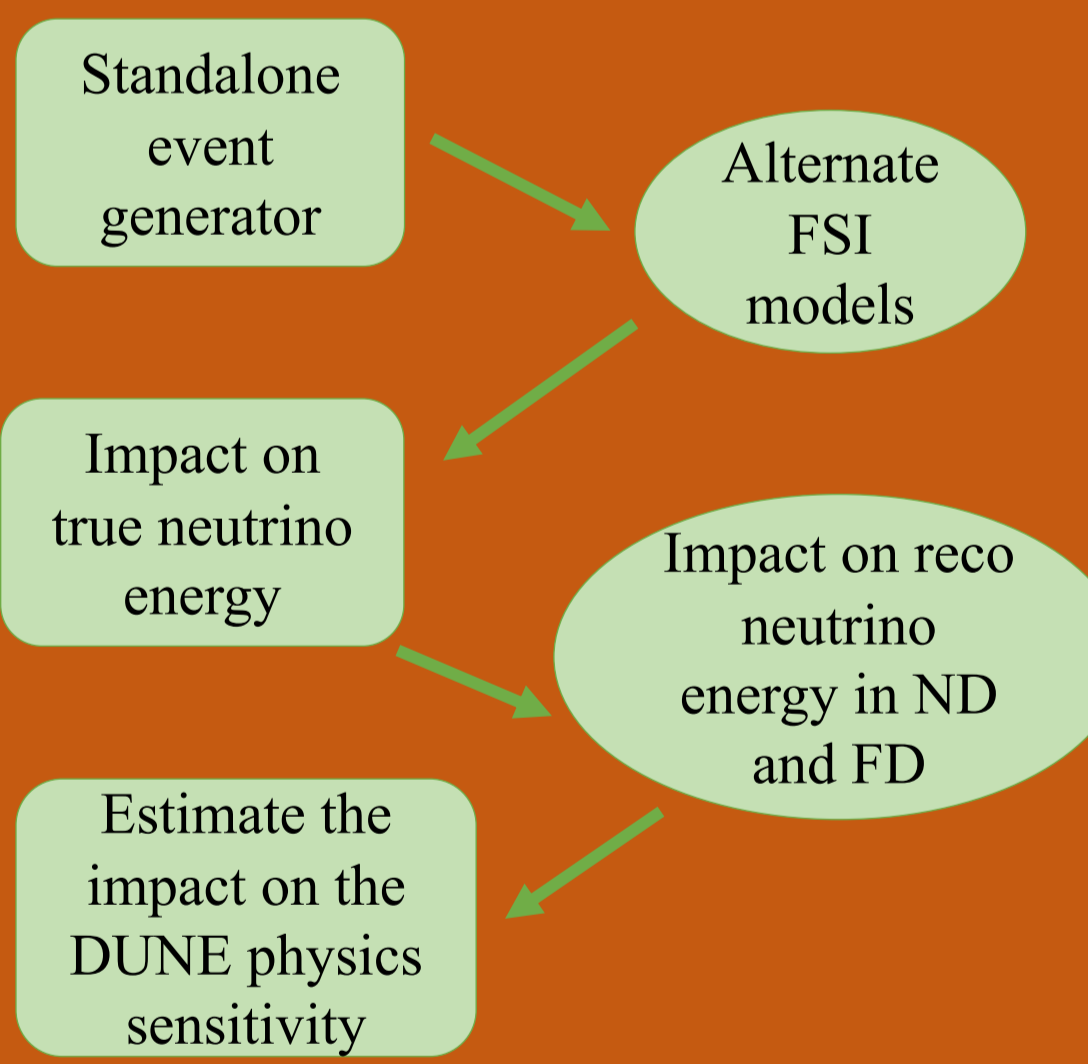 Standalone
event
generator
Alternate
FSI
models
Impact on
true neutrino
energy
Impact on reco
neutrino
energy in ND
and FD
Estimate the
impact on the
DUNE physics
sensitivity